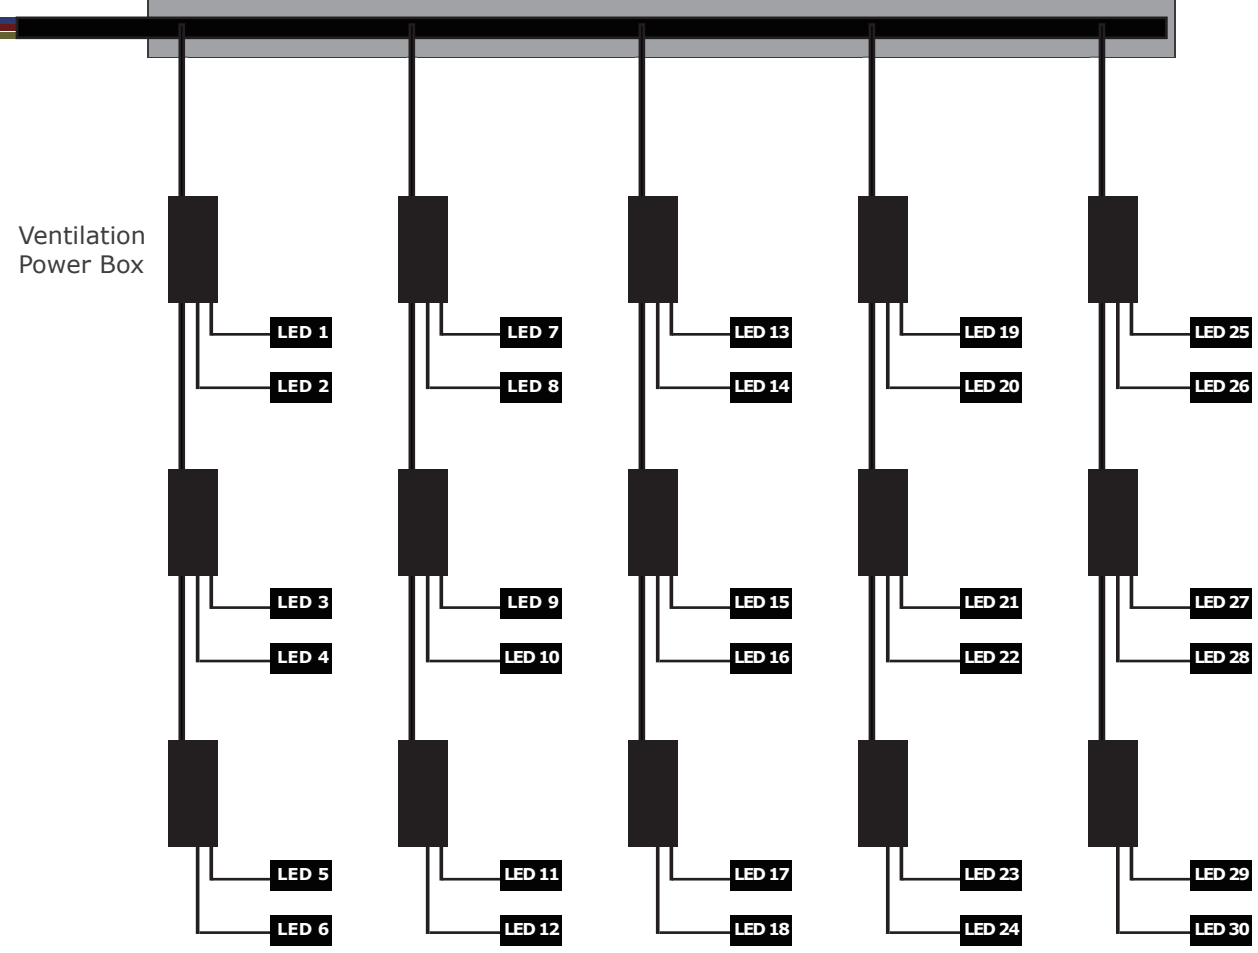 Ventilation
Power Box
LED 1
LED 7
LED 13
LED 19
LED 25
LED 2
LED 8
LED 14
LED 20
LED 26
LED 3
LED 9
LED 15
LED 21
LED 27
LED 4
LED 10
LED 16
LED 22
LED 28
LED 5
LED 11
LED 17
LED 23
LED 29
LED 6
LED 12
LED 18
LED 24
LED 30